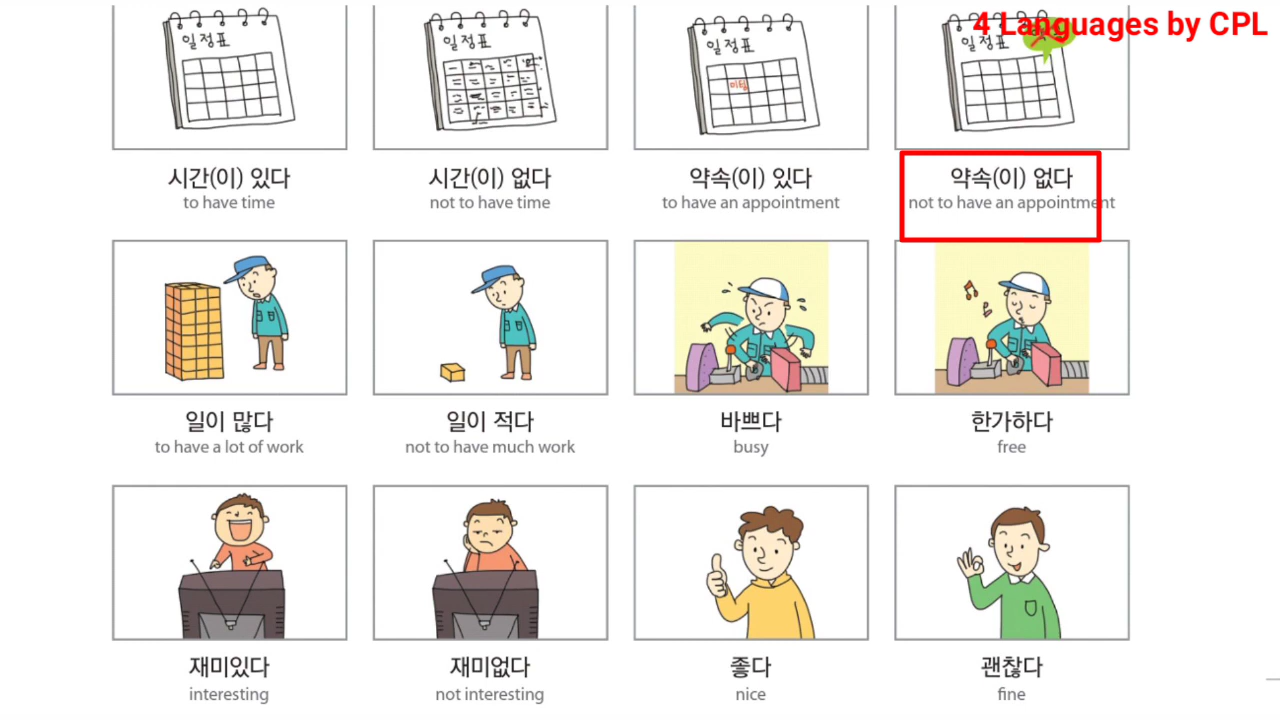 4 Languages by CPL
일정표
일정표
일정표
일정표
미팅
시간(이) 있다
시간(이) 없다
약속(이) 있다
약속(이) 없다
to have time
not to have time
to have an appointment
not to have an appointment
일이 많다
일이 적다
바쁘다
한가하다
to have a lot of work
not to have much work
busy
free
재미있다
재미없다
좋다
괜찮다
interesting
not interesting
nice
fine